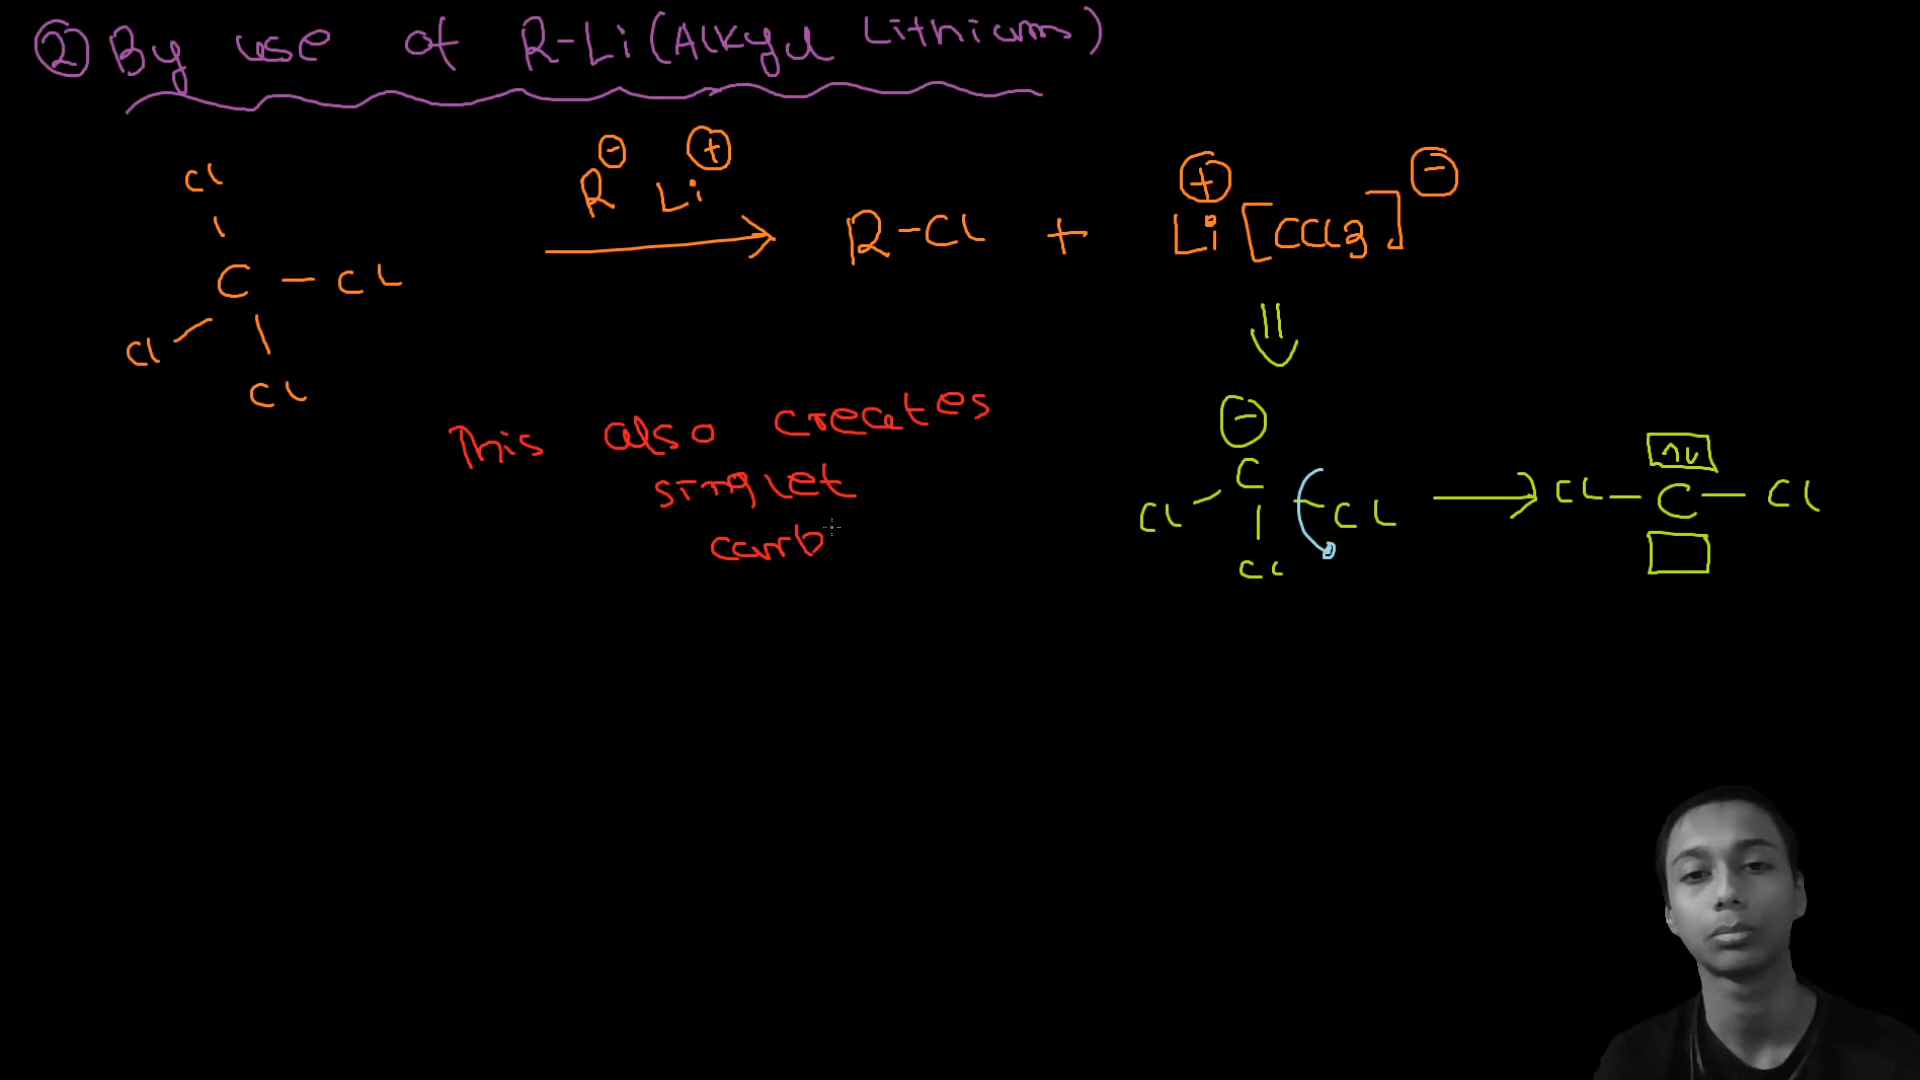 ② By use of R-Li (Alkyl Lithiums)
Cl
C - CL
Cl
Cl
R⊖ Li⊕
R-Cl + Li⊕ [CCl3]⊖
This also creates
singlet
carb
⊖
C
Cl CL
Cl
Cl - C - CL
↑↓